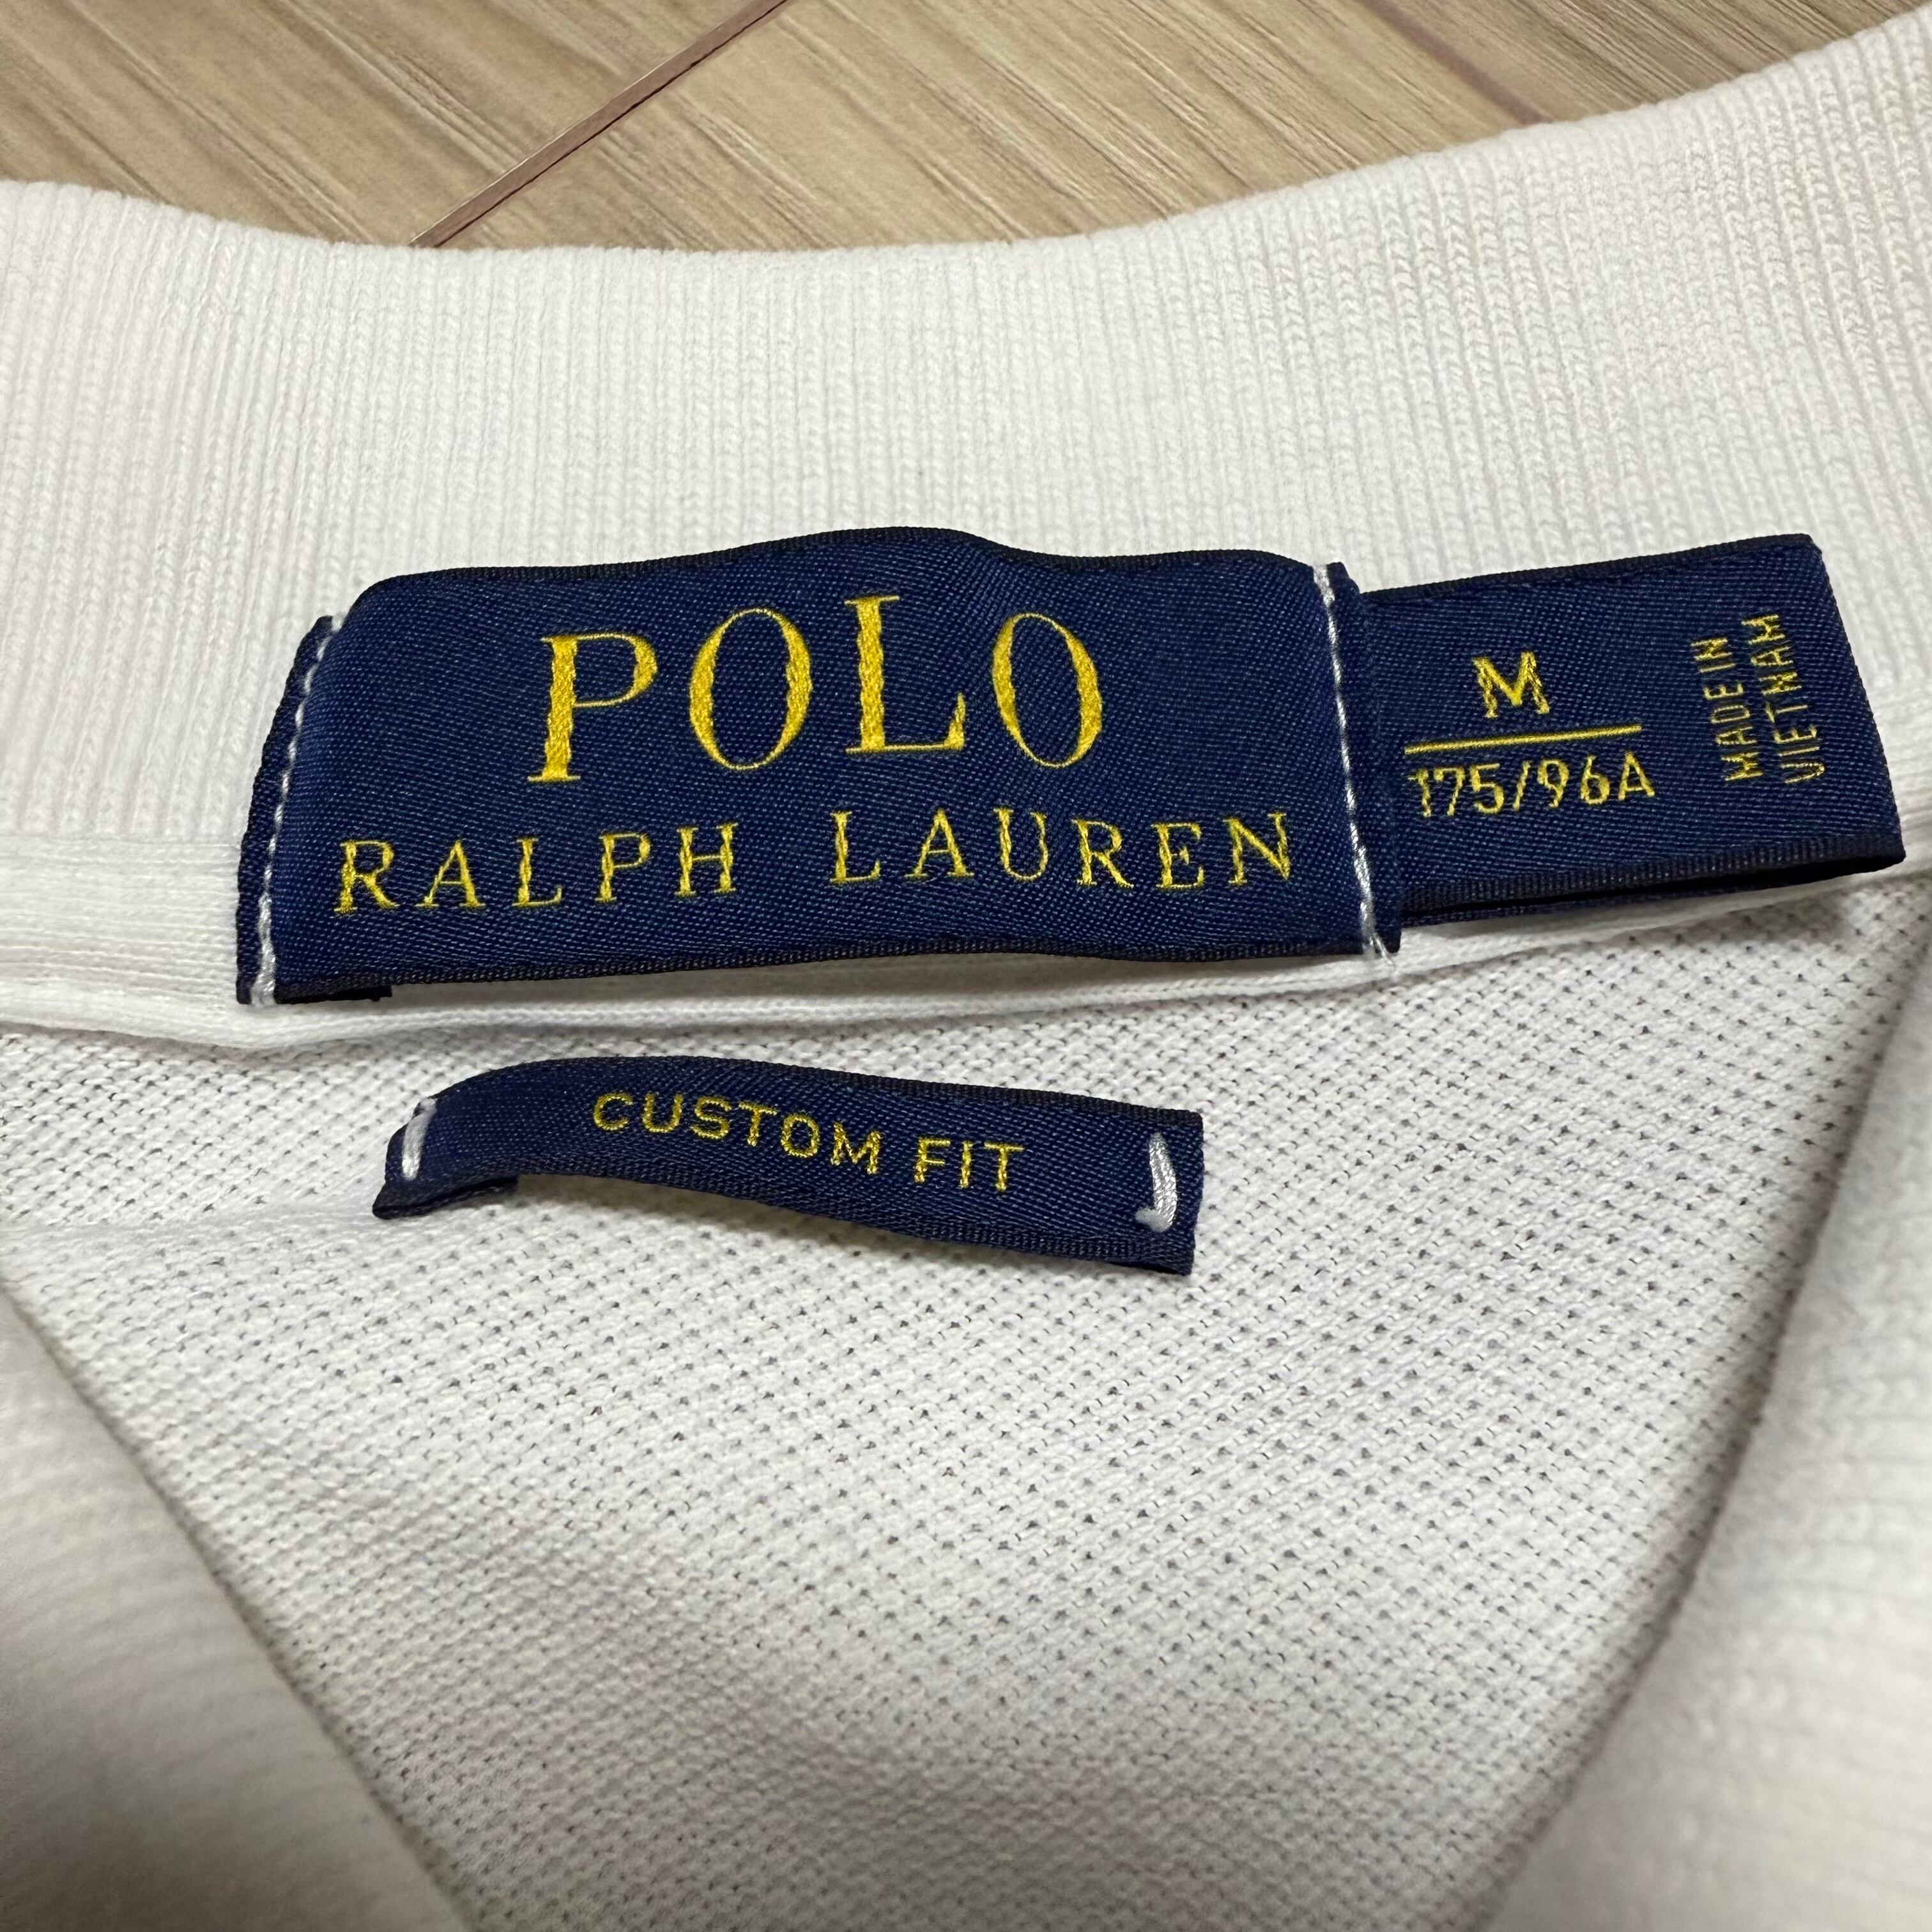 POLO
RALPH LAUREN
M
175/96A
MADE IN
VIETNAM
CUSTOM FIT